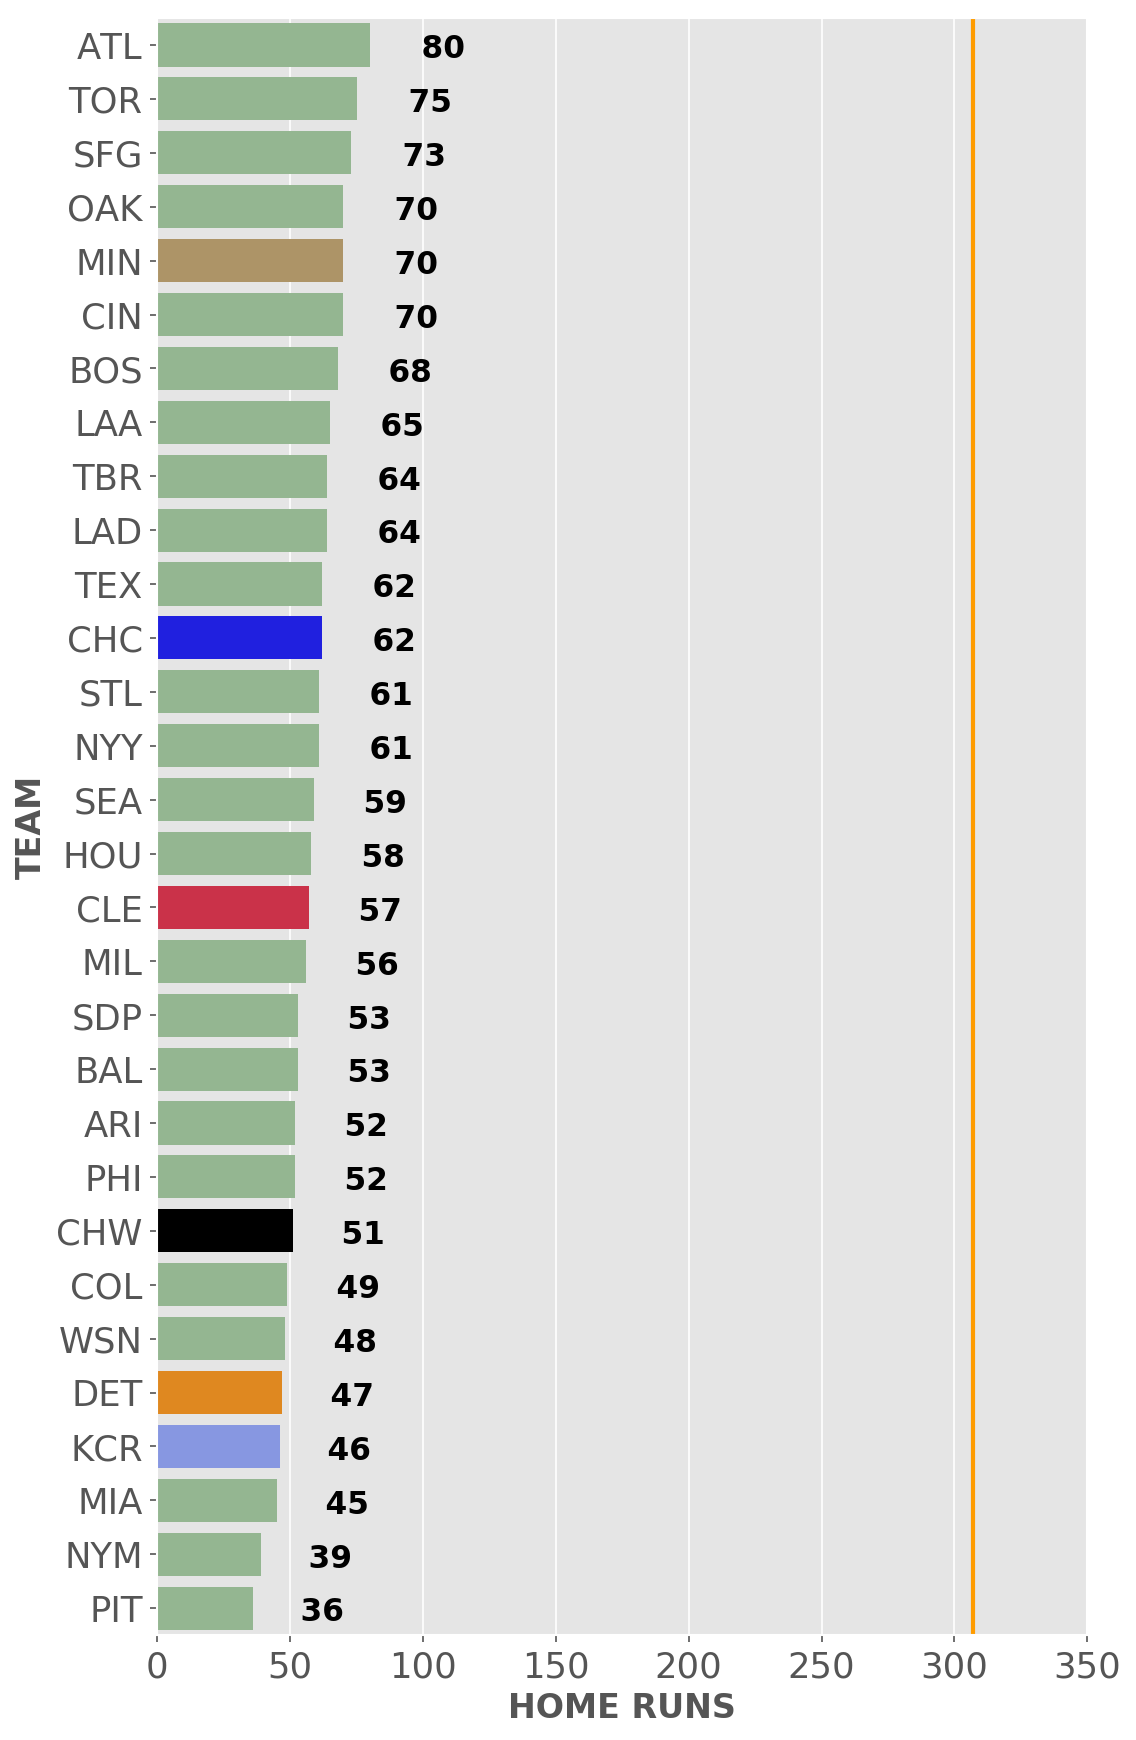 ATL 80
TOR 75
SFG 73
OAK 70
MIN 70
CIN 70
BOS 68
LAA 65
TBR 64
LAD 64
TEX 62
CHC 62
STL 61
NYY 61
SEA 59
HOU 58
CLE 57
MIL 56
SDP 53
BAL 53
ARI 52
PHI 52
CHW 51
COL 49
WSN 48
DET 47
KCR 46
MIA 45
NYM 39
PIT 36
TEAM
0 50 100 150 200 250 300 350
HOME RUNS